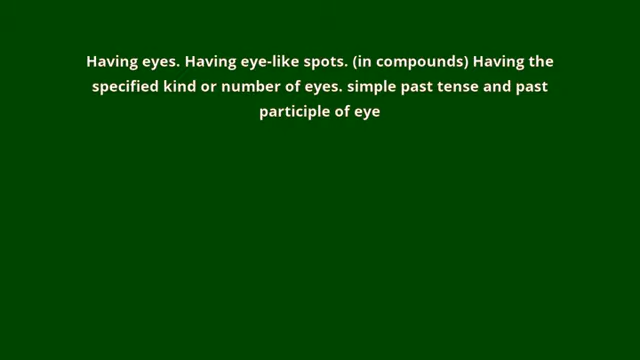 Having eyes. Having eye-like spots. (in compounds) Having the
specified kind or number of eyes. simple past tense and past
participle of eye